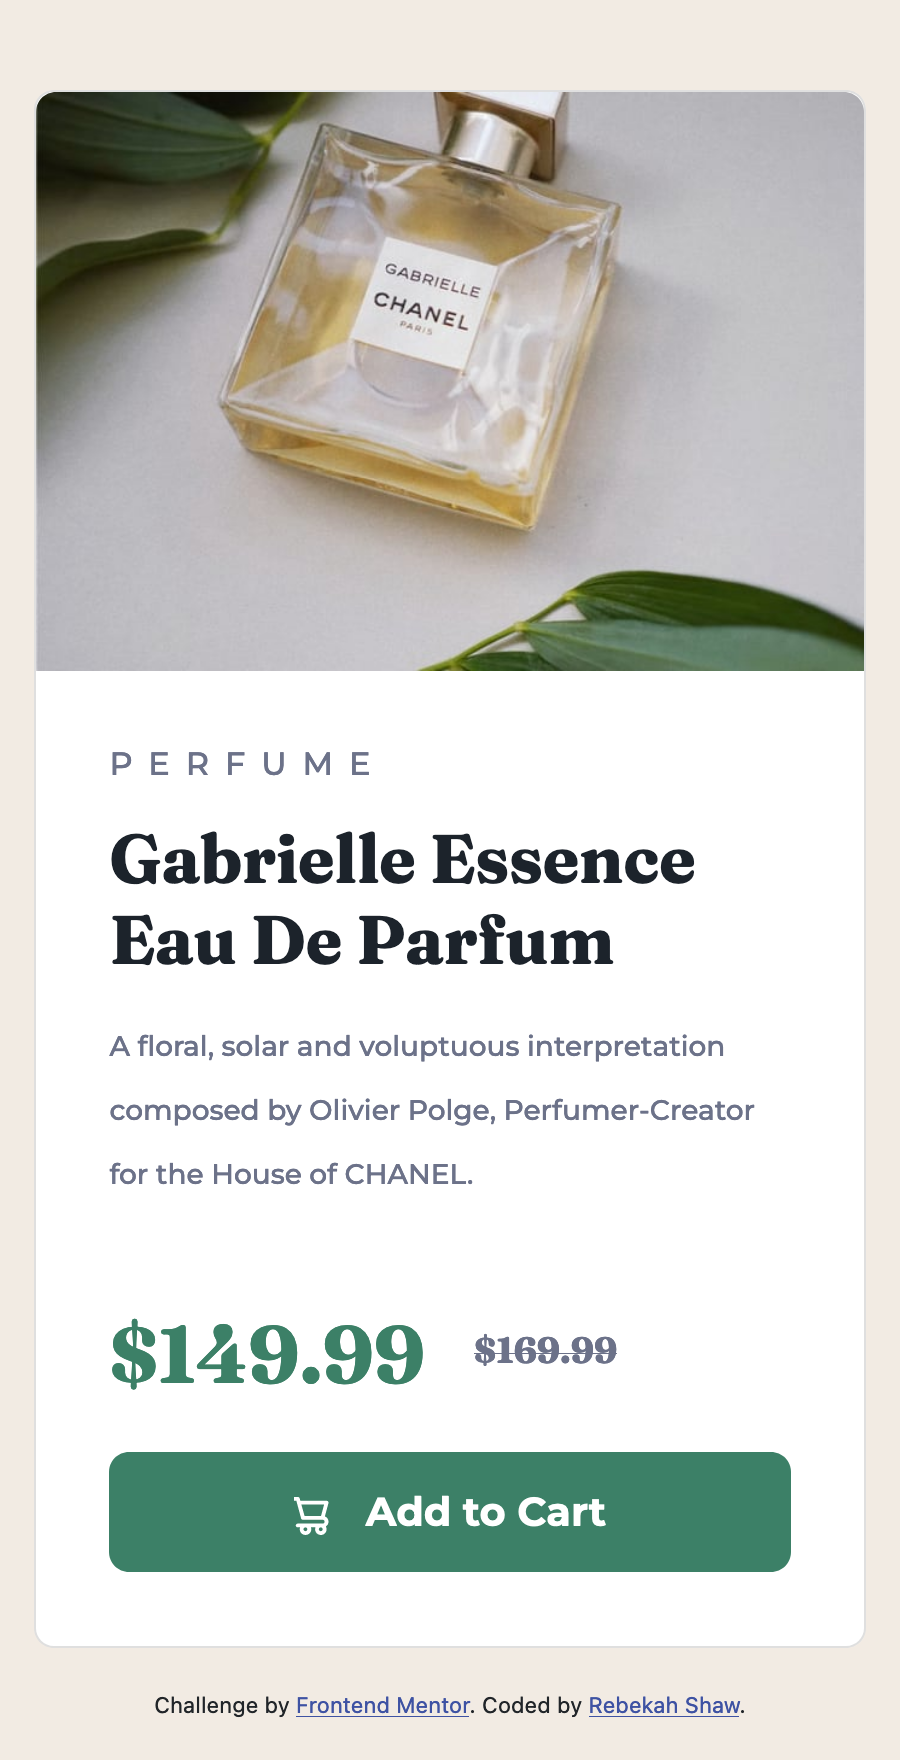 GABRIELLE
CHANEL
PARIS
PERFUME
Gabrielle Essence
Eau De Parfum
A floral, solar and voluptuous interpretation
composed by Olivier Polge, Perfumer-Creator
for the House of CHANEL.
$149.99 $169.99
Add to Cart
Challenge by Frontend Mentor. Coded by Rebekah Shaw.